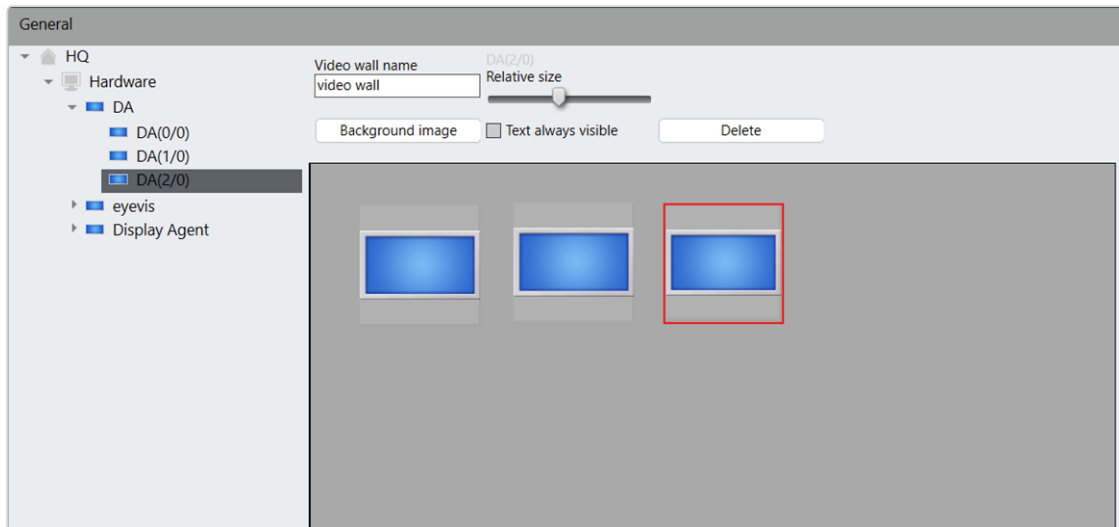 General
HQ
Hardware
DA
DA(0/0)
DA(1/0)
DA(2/0)
eyevis
Display Agent
Video wall name
video wall
DA(2/0)
Relative size
Background image
Text always visible
Delete